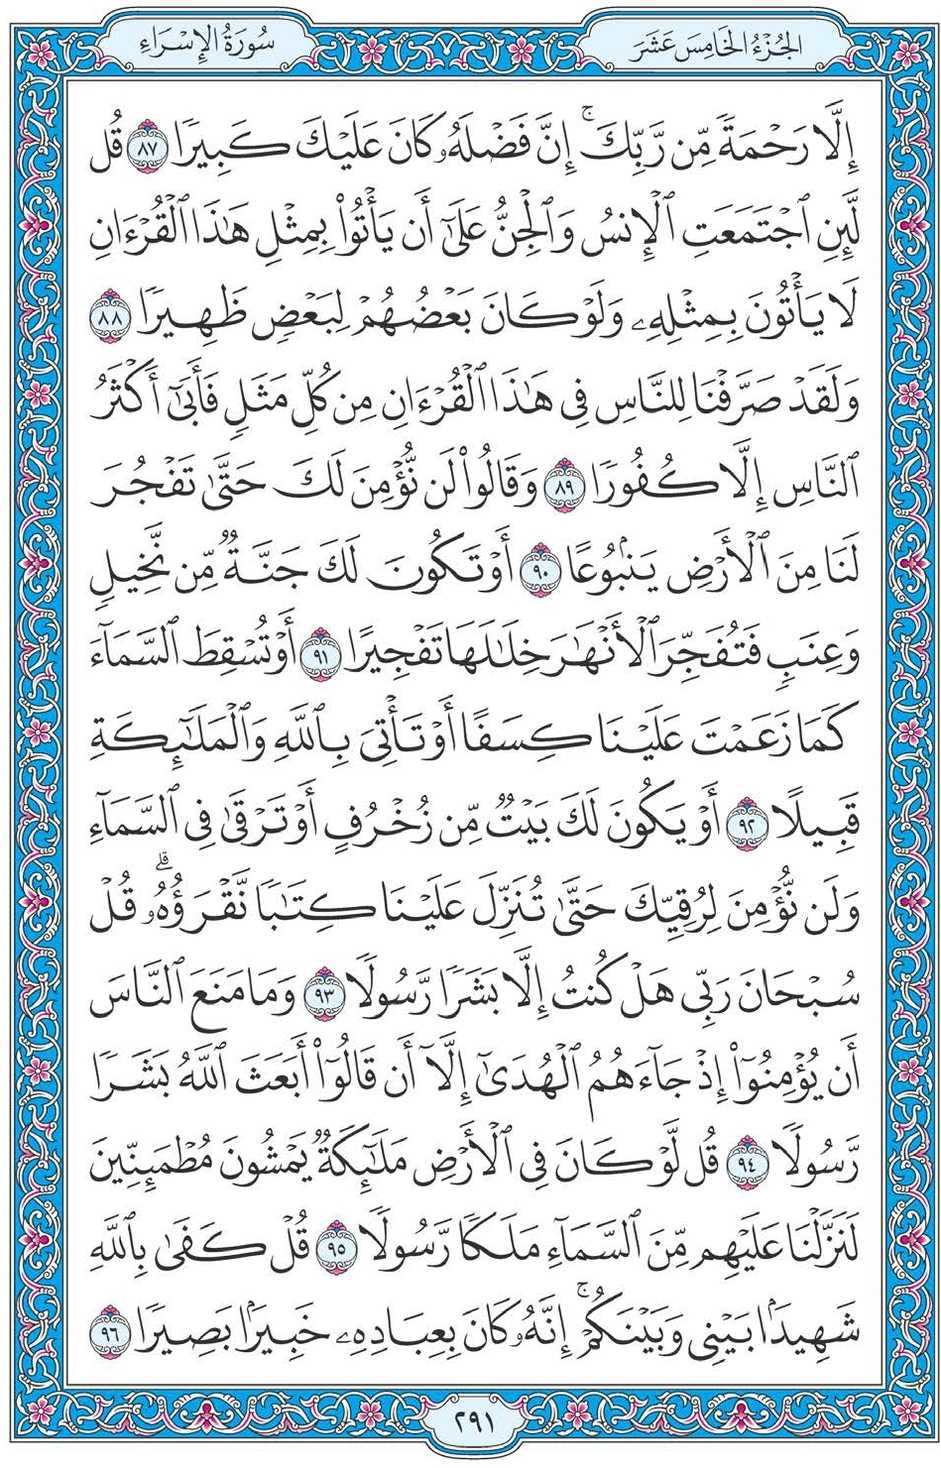 الجُزْءُ الخَامِسَ عَشَرَ
سُورَةُ الإِسْرَاءِ
إِلَّا رَحْمَةً مِّن رَّبِّكَۚ إِنَّ فَضْلَهُۥ كَانَ عَلَيْكَ كَبِيرًا ٨٧ قُل
لَّئِنِ ٱجْتَمَعَتِ ٱلْإِنسُ وَٱلْجِنُّ عَلَىٰٓ أَن يَأْتُوا۟ بِمِثْلِ هَٰذَا ٱلْقُرْءَانِ
لَا يَأْتُونَ بِمِثْلِهِۦ وَلَوْ كَانَ بَعْضُهُمْ لِبَعْضٍ ظَهِيرًا ٨٨
وَلَقَدْ صَرَّفْنَا لِلنَّاسِ فِى هَٰذَا ٱلْقُرْءَانِ مِن كُلِّ مَثَلٍ فَأَبَىٰٓ أَكْثَرُ
ٱلنَّاسِ إِلَّا كُفُورًا ٨٩ وَقَالُوا۟ لَن نُّؤْمِنَ لَكَ حَتَّىٰ تَفْجُرَ
لَنَا مِنَ ٱلْأَرْضِ يَنۢبُوعًا ٩٠ أَوْ تَكُونَ لَكَ جَنَّةٌ مِّن نَّخِيلٍ
وَعِنَبٍ فَتُفَجِّرَ ٱلْأَنْهَٰرَ خِلَٰلَهَا تَفْجِيرًا ٩١ أَوْ تُسْقِطَ ٱلسَّمَآءَ
كَمَا زَعَمْتَ عَلَيْنَا كِسَفًا أَوْ تَأْتِىَ بِٱللَّهِ وَٱلْمَلَٰٓئِكَةِ
قَبِيلًا ٩٢ أَوْ يَكُونَ لَكَ بَيْتٌ مِّن زُخْرُفٍ أَوْ تَرْقَىٰ فِى ٱلسَّمَآءِ
وَلَن نُّؤْمِنَ لِرُقِيِّكَ حَتَّىٰ تُنَزِّلَ عَلَيْنَا كِتَٰبًا نَّقْرَؤُهُۥۗ قُلْ
سُبْحَانَ رَبِّى هَلْ كُنتُ إِلَّا بَشَرًا رَّسُولًا ٩٣ وَمَا مَنَعَ ٱلنَّاسَ
أَن يُؤْمِنُوٓا۟ إِذْ جَآءَهُمُ ٱلْهُدَىٰٓ إِلَّآ أَن قَالُوٓا۟ أَبَعَثَ ٱللَّهُ بَشَرًا
رَّسُولًا ٩٤ قُل لَّوْ كَانَ فِى ٱلْأَرْضِ مَلَٰٓئِكَةٌ يَمْشُونَ مُطْمَئِنِّينَ
لَنَزَّلْنَا عَلَيْهِم مِّنَ ٱلسَّمَآءِ مَلَكًا رَّسُولًا ٩٥ قُلْ كَفَىٰ بِٱللَّهِ
شَهِيدًۢا بَيْنِى وَبَيْنَكُمْۚ إِنَّهُۥ كَانَ بِعِبَادِهِۦ خَبِيرًۢا بَصِيرًا ٩٦
٢٩١